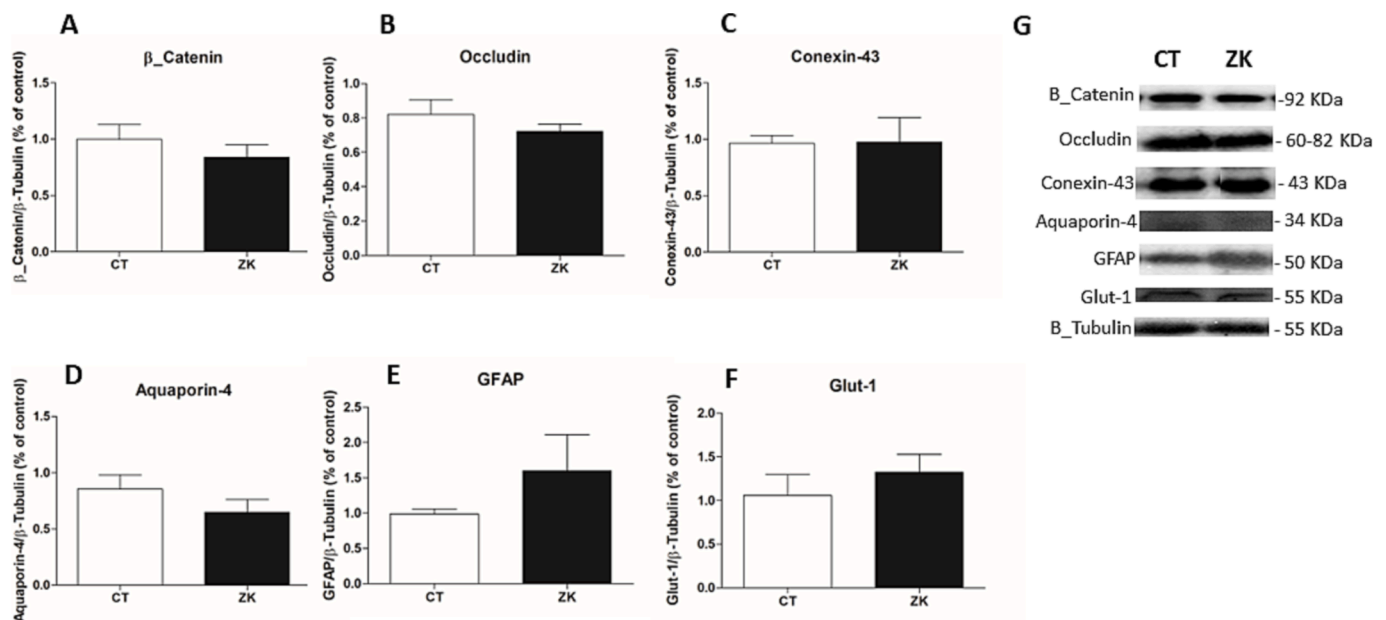 A
β_Catenin
β_Catenin/β-Tubulin (% of control)
1.5
1.0
0.5
0.0
CT
ZK
B
Occludin
Occludin/β-Tubulin (% of control)
1.0
0.8
0.6
0.4
0.2
0.0
CT
ZK
C
Conexin-43
Conexin-43/β-Tubulin (% of control)
1.5
1.0
0.5
0.0
CT
ZK
D
Aquaporin-4
Aquaporin-4/β-Tubulin (% of control)
1.5
1.0
0.5
0.0
CT
ZK
E
GFAP
GFAP/β-Tubulin (% of control)
2.5
2.0
1.5
1.0
0.5
0.0
CT
ZK
F
Glut-1
Glut-1/β-Tubulin (% of control)
2.0
1.5
1.0
0.5
0.0
CT
ZK
G
CT ZK
B_Catenin -92 KDa
Occludin - 60-82 KDa
Conexin-43 - 43 KDa
Aquaporin-4 - 34 KDa
GFAP - 50 KDa
Glut-1 - 55 KDa
B_Tubulin - 55 KDa